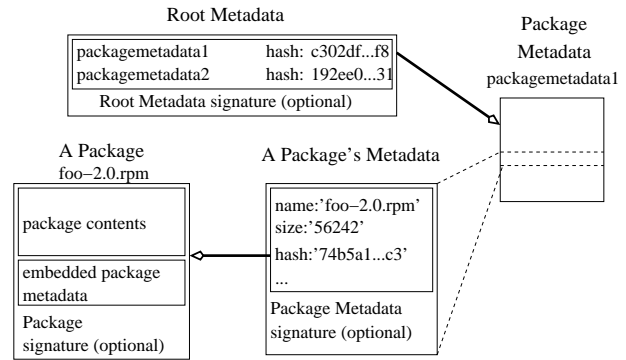 Root Metadata
packagemetadata1 hash: c302df...f8
packagemetadata2 hash: 192ee0...31
Root Metadata signature (optional)
Package
Metadata
packagemetadata1
A Package
foo−2.0.rpm
package contents
embedded package
metadata
Package
signature (optional)
A Package's Metadata
name:'foo−2.0.rpm'
size:'56242'
hash:'74b5a1...c3'
...
Package Metadata
signature (optional)